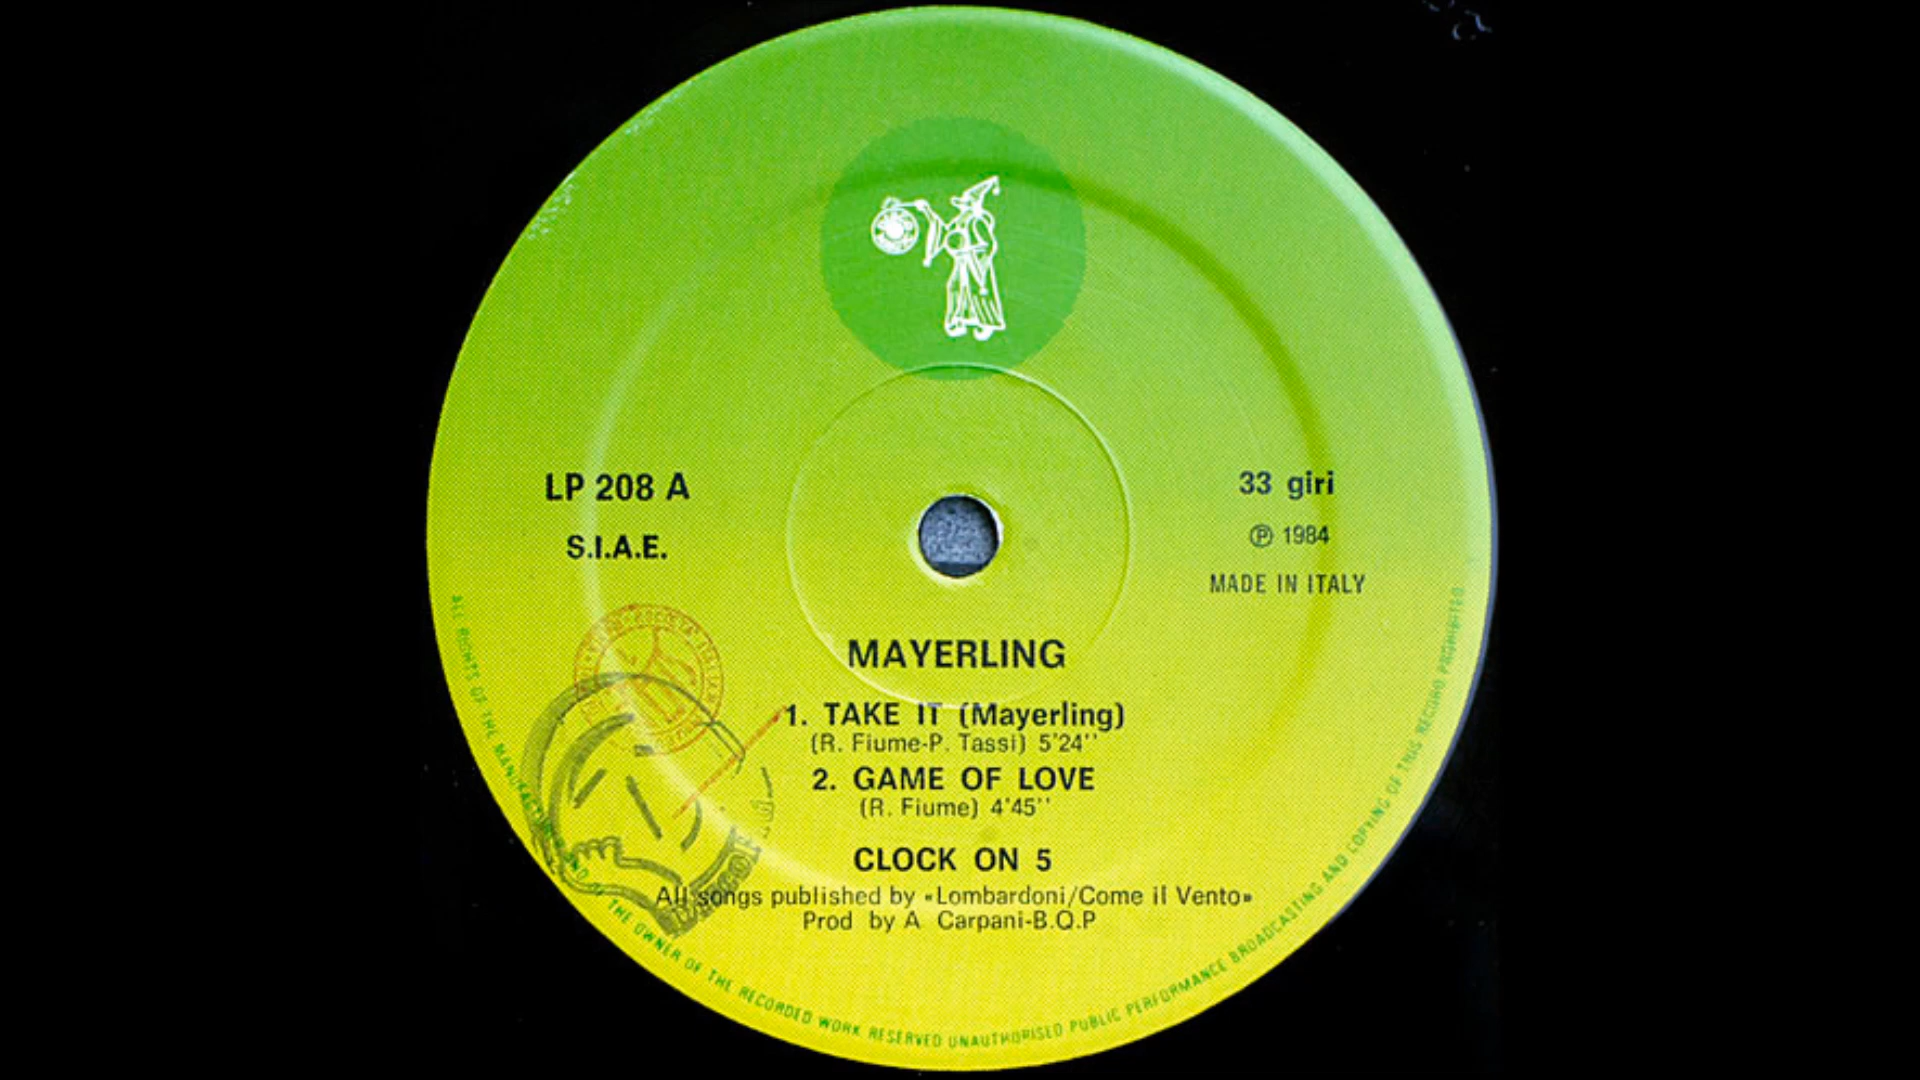 LP 208 A
S.I.A.E.
33 giri
℗ 1984
MADE IN ITALY
MAYERLING
1. TAKE IT (Mayerling)
(R. Fiume-P. Tassi) 5'24''
2. GAME OF LOVE
(R. Fiume) 4'45''
CLOCK ON 5
All songs published by «Lombardoni/Come il Vento»
Prod by A Carpani-B.Q.P
ALL RIGHTS OF THE MANUFACTURER AND OF THE OWNER OF THE RECORDED WORK RESERVED UNAUTHORISED PUBLIC PERFORMANCE BROADCASTING AND COPYING OF THIS RECORD PROHIBITED